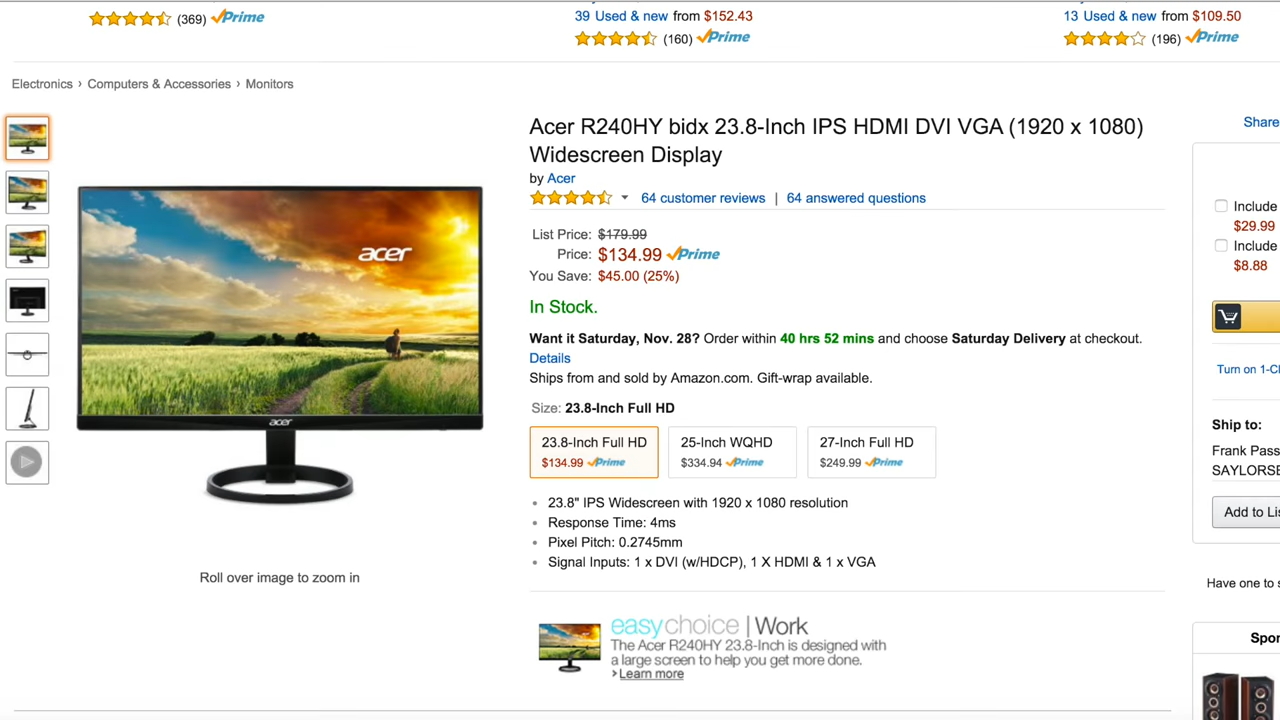 (369) Prime
39 Used & new from $152.43
(160) Prime
13 Used & new from $109.50
(196) Prime
Electronics › Computers & Accessories › Monitors
Acer R240HY bidx 23.8-Inch IPS HDMI DVI VGA (1920 x 1080)
Widescreen Display
by Acer
64 customer reviews | 64 answered questions
List Price: $179.99
Price: $134.99 Prime
You Save: $45.00 (25%)
In Stock.
Want it Saturday, Nov. 28? Order within 40 hrs 52 mins and choose Saturday Delivery at checkout.
Details
Ships from and sold by Amazon.com. Gift-wrap available.
Size: 23.8-Inch Full HD
23.8-Inch Full HD
$134.99 Prime
25-Inch WQHD
$334.94 Prime
27-Inch Full HD
$249.99 Prime
• 23.8" IPS Widescreen with 1920 x 1080 resolution
• Response Time: 4ms
• Pixel Pitch: 0.2745mm
• Signal Inputs: 1 x DVI (w/HDCP), 1 X HDMI & 1 x VGA
easychoice | Work
The Acer R240HY 23.8-Inch is designed with
a large screen to help you get more done.
› Learn more
acer
acer
Roll over image to zoom in
Share
Include
$29.99
Include
$8.88
Turn on 1-Cl
Ship to:
Frank Pass
SAYLORSB
Add to Lis
Have one to s
Spor